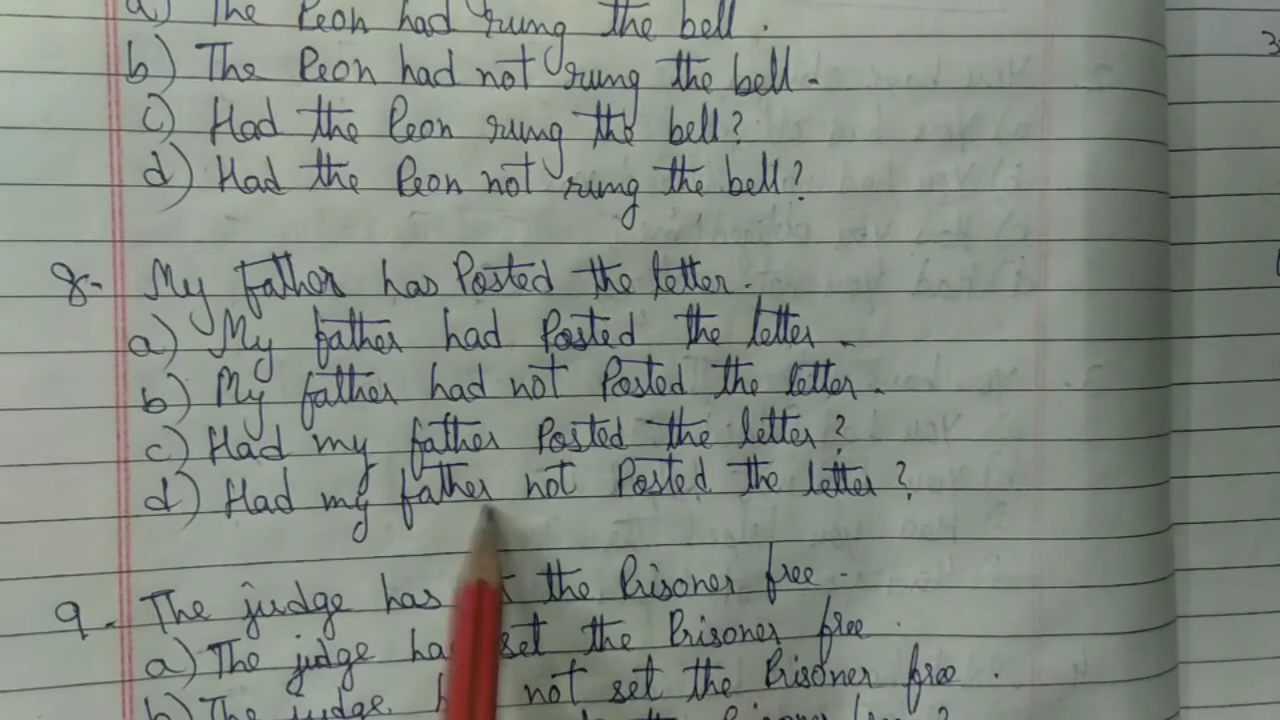 a) The Peon had rung the bell.
b) The Peon had not rung the bell.
c) Had the Peon rung the bell?
d) Had the Peon not rung the bell?
8. My father has Posted the letter.
a) My father had Posted the letter.
b) My father had not Posted the letter.
c) Had my father Posted the letter?
d) Had my father not Posted the letter?
9. The judge has the Prisoner free.
a) The judge set the Prisoner free.
b) The judge not set the Prisoner free.